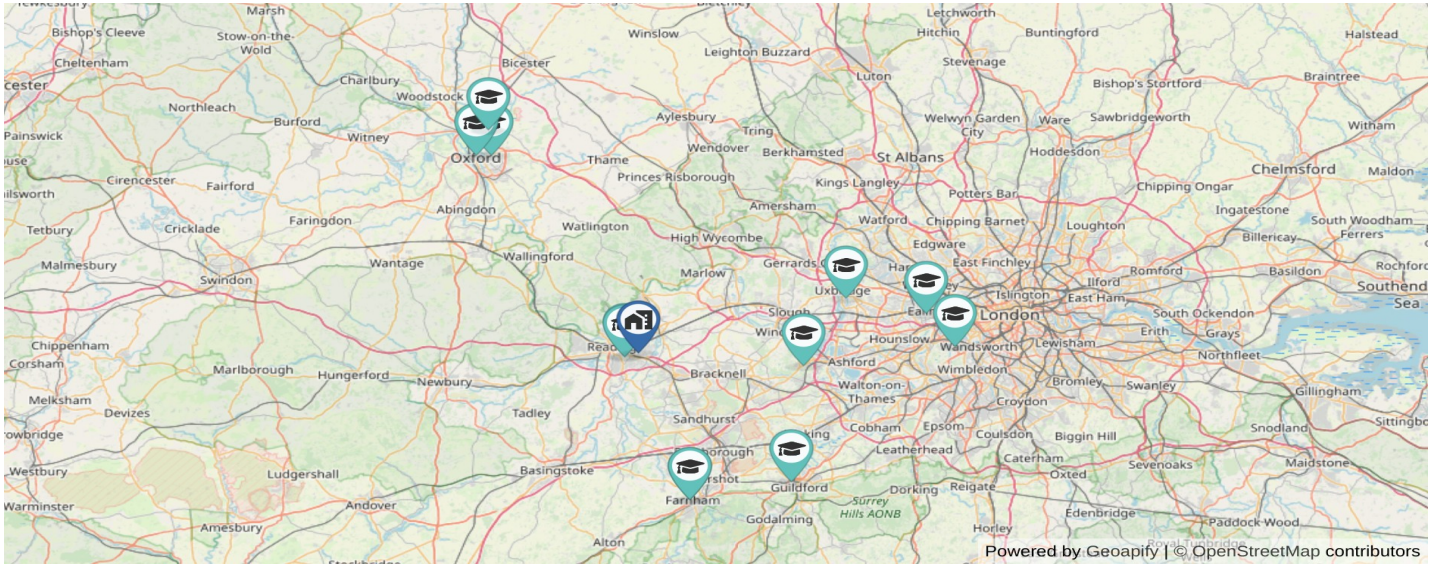 Tewkesbury
Marsh
Bletchley
Letchworth
Bishop's Cleeve
Stow-on-the-
Wold
Winslow
Hitchin
Buntingford
Halstead
Leighton Buzzard
Cheltenham
Bicester
Stevenage
Luton
Bishop's Stortford
Braintree
cester
Charlbury
Woodstock
Northleach
Burford
Aylesbury
Welwyn Garden
City
Ware
Sawbridgeworth
Witham
Painswick
Witney
Tring
Wendover
Berkhamsted
St Albans
Hoddesdon
Oxford
Thame
Chelmsford
Maldon
Cirencester
Fairford
Princes Risborough
Kings Langley
Potters Bar
Chipping Ongar
ailsworth
Abingdon
Amersham
Ingatestone
Tetbury
Cricklade
Faringdon
Watlington
Watford
Chipping Barnet
Loughton
South Woodham
Ferrers
High Wycombe
Edgware
Billericay
Malmesbury
Wantage
Wallingford
Marlow
Gerrards
East Finchley
Romford
Basildon
Rochford
Swindon
Uxbridge
Ilford
Islington
East Ham
Southend
Sea
Slough
London
South Ockendon
Chippenham
Hounslow
Wandsworth
Lewisham
Erith
Grays
Corsham
Marlborough
Hungerford
Newbury
Bracknell
Ashford
Wimbledon
Northfleet
Melksham
Walton-on-
Thames
Bromley
Swanley
Gillingham
Devizes
Tadley
Sandhurst
Croydon
Cobham
Epsom
Coulsdon
Biggin Hill
Snodland
Sittingbo
Leatherhead
Westbury
Ludgershall
Basingstoke
Caterham
Oxted
Sevenoaks
Maidstone
Farnham
Guildford
Dorking
Reigate
Warminster
Andover
Surrey
Hills AONB
Edenbridge
Amesbury
Godalming
Horley
Paddock Wood
Alton
Royal Tunbridge
Wells
Powered by Geoapify | © OpenStreetMap contributors